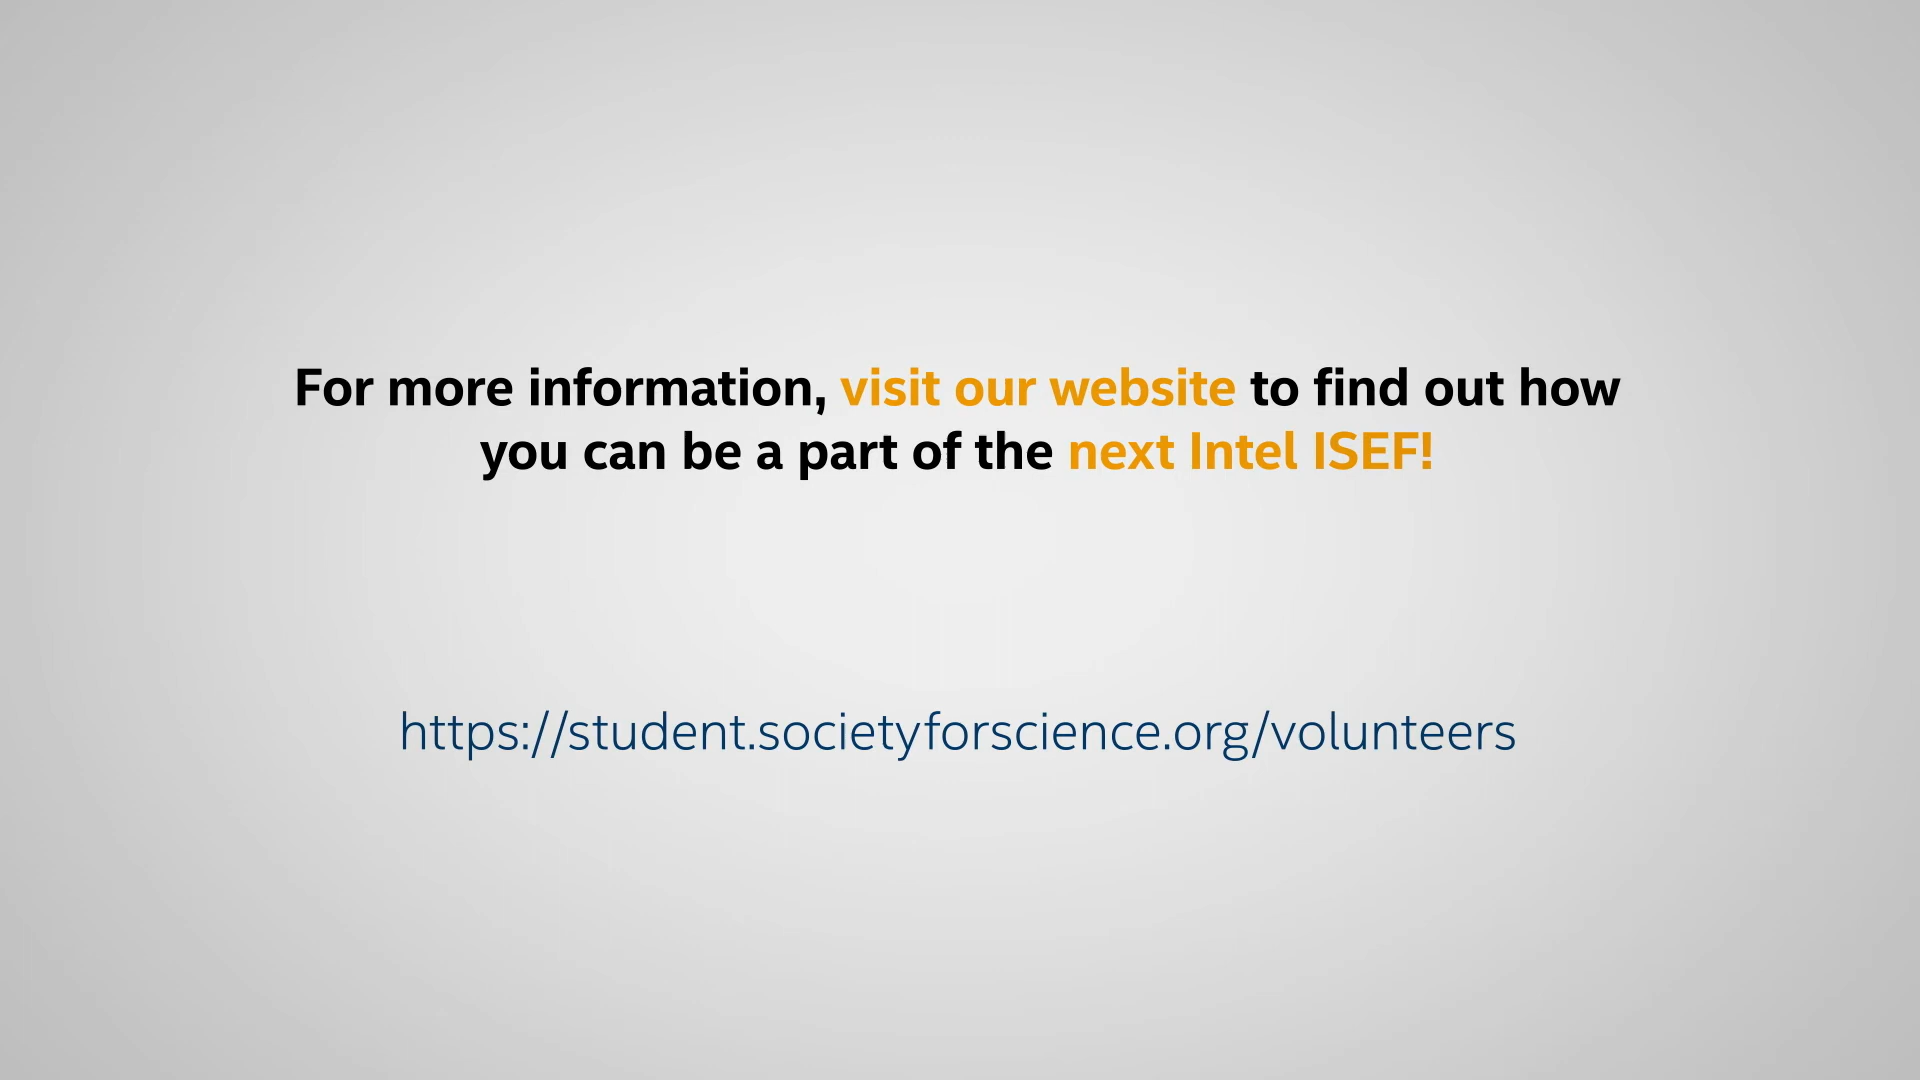 For more information, visit our website to find out how
you can be a part of the next Intel ISEF!
https://student.societyforscience.org/volunteers